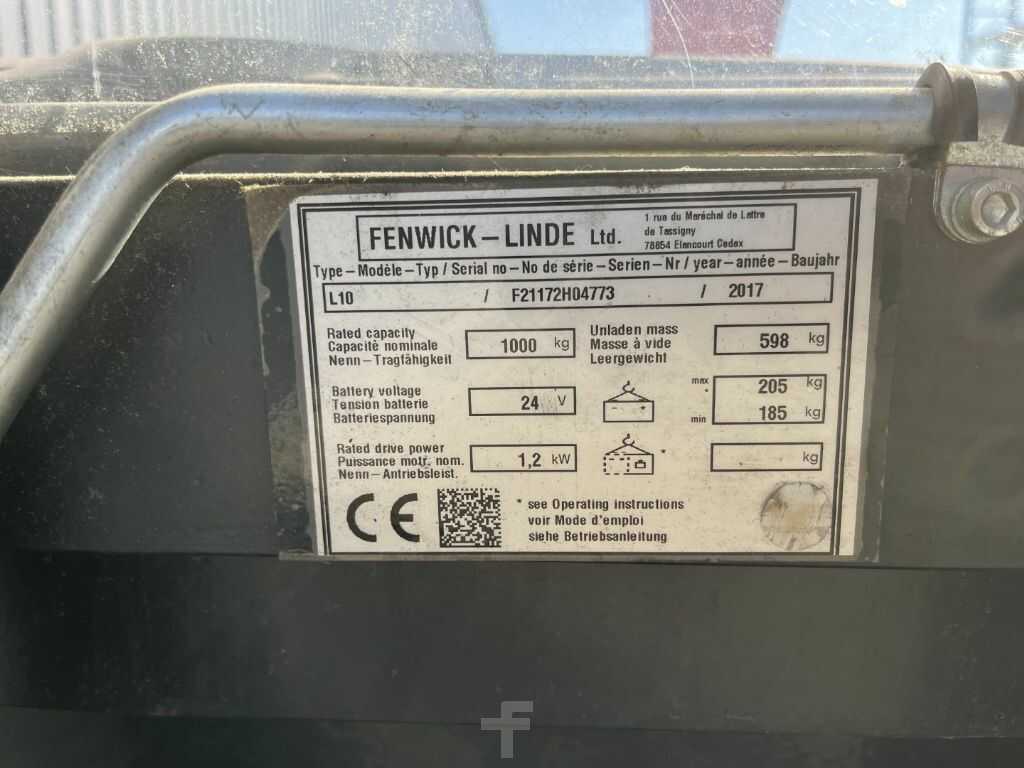 FENWICK – LINDE Ltd.
1 rue du Maréchal de Lattre
de Tassigny
78854 Elancourt Cedex
Type – Modèle – Typ / Serial no – No de série – Serien – Nr / year – année – Baujahr
L10 / F21172H04773 / 2017
Rated capacity
Capacité nominale
Nenn – Tragfähigkeit
1000 kg
Unladen mass
Masse à vide
Leergewicht
598 kg
Battery voltage
Tension batterie
Batteriespannung
24 V
max 205 kg
*
min 185 kg
Rated drive power
Puissance motr. nom.
Nenn – Antriebsleist.
1,2 kW
*
kg
CE
* see Operating instructions
voir Mode d'emploi
siehe Betriebsanleitung